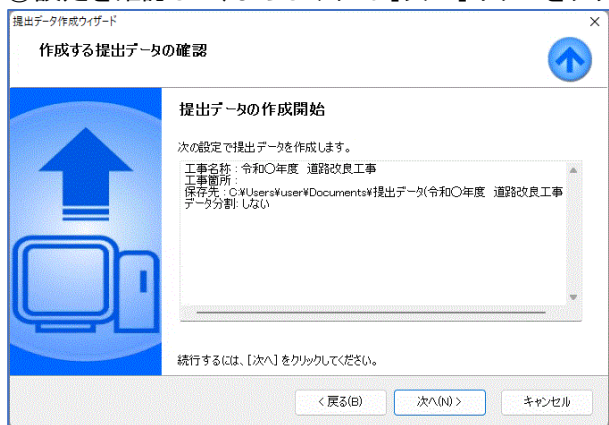 提出データ作成ウィザード
作成する提出データの確認
提出データの作成開始
次の設定で提出データを作成します。
工事名称：令和〇年度　道路改良工事
工事箇所：
保存先：C:¥Users¥user¥Documents¥提出データ(令和〇年度　道路改良工事
データ分割：しない
続行するには、[次へ]をクリックしてください。
< 戻る(B)
次へ(N) >
キャンセル